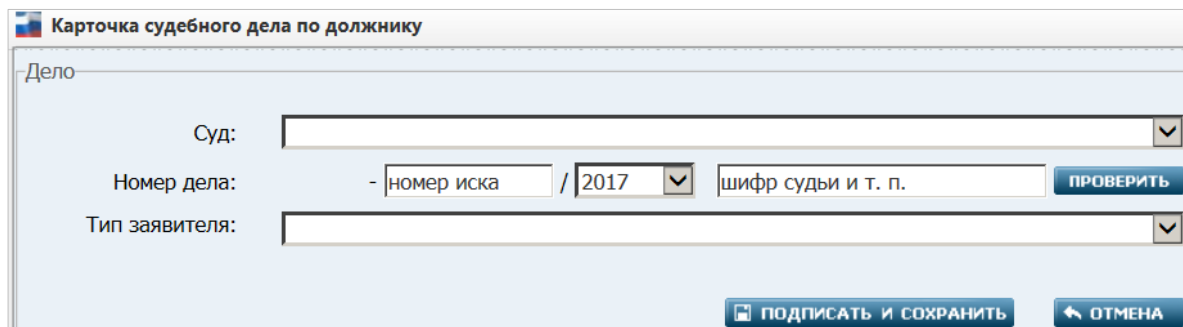 Карточка судебного дела по должнику
Дело
Суд:
Номер дела: - номер иска / 2017 шифр судьи и т. п. ПРОВЕРИТЬ
Тип заявителя:
ПОДПИСАТЬ И СОХРАНИТЬ ОТМЕНА